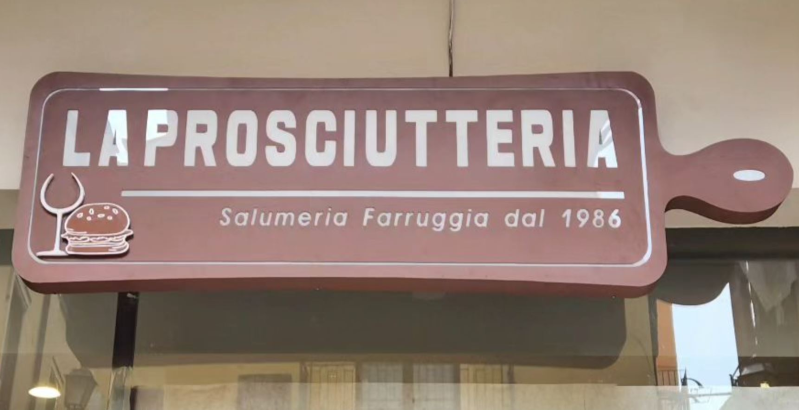 LA PROSCIUTTERIA
Salumeria Farruggia dal 1986